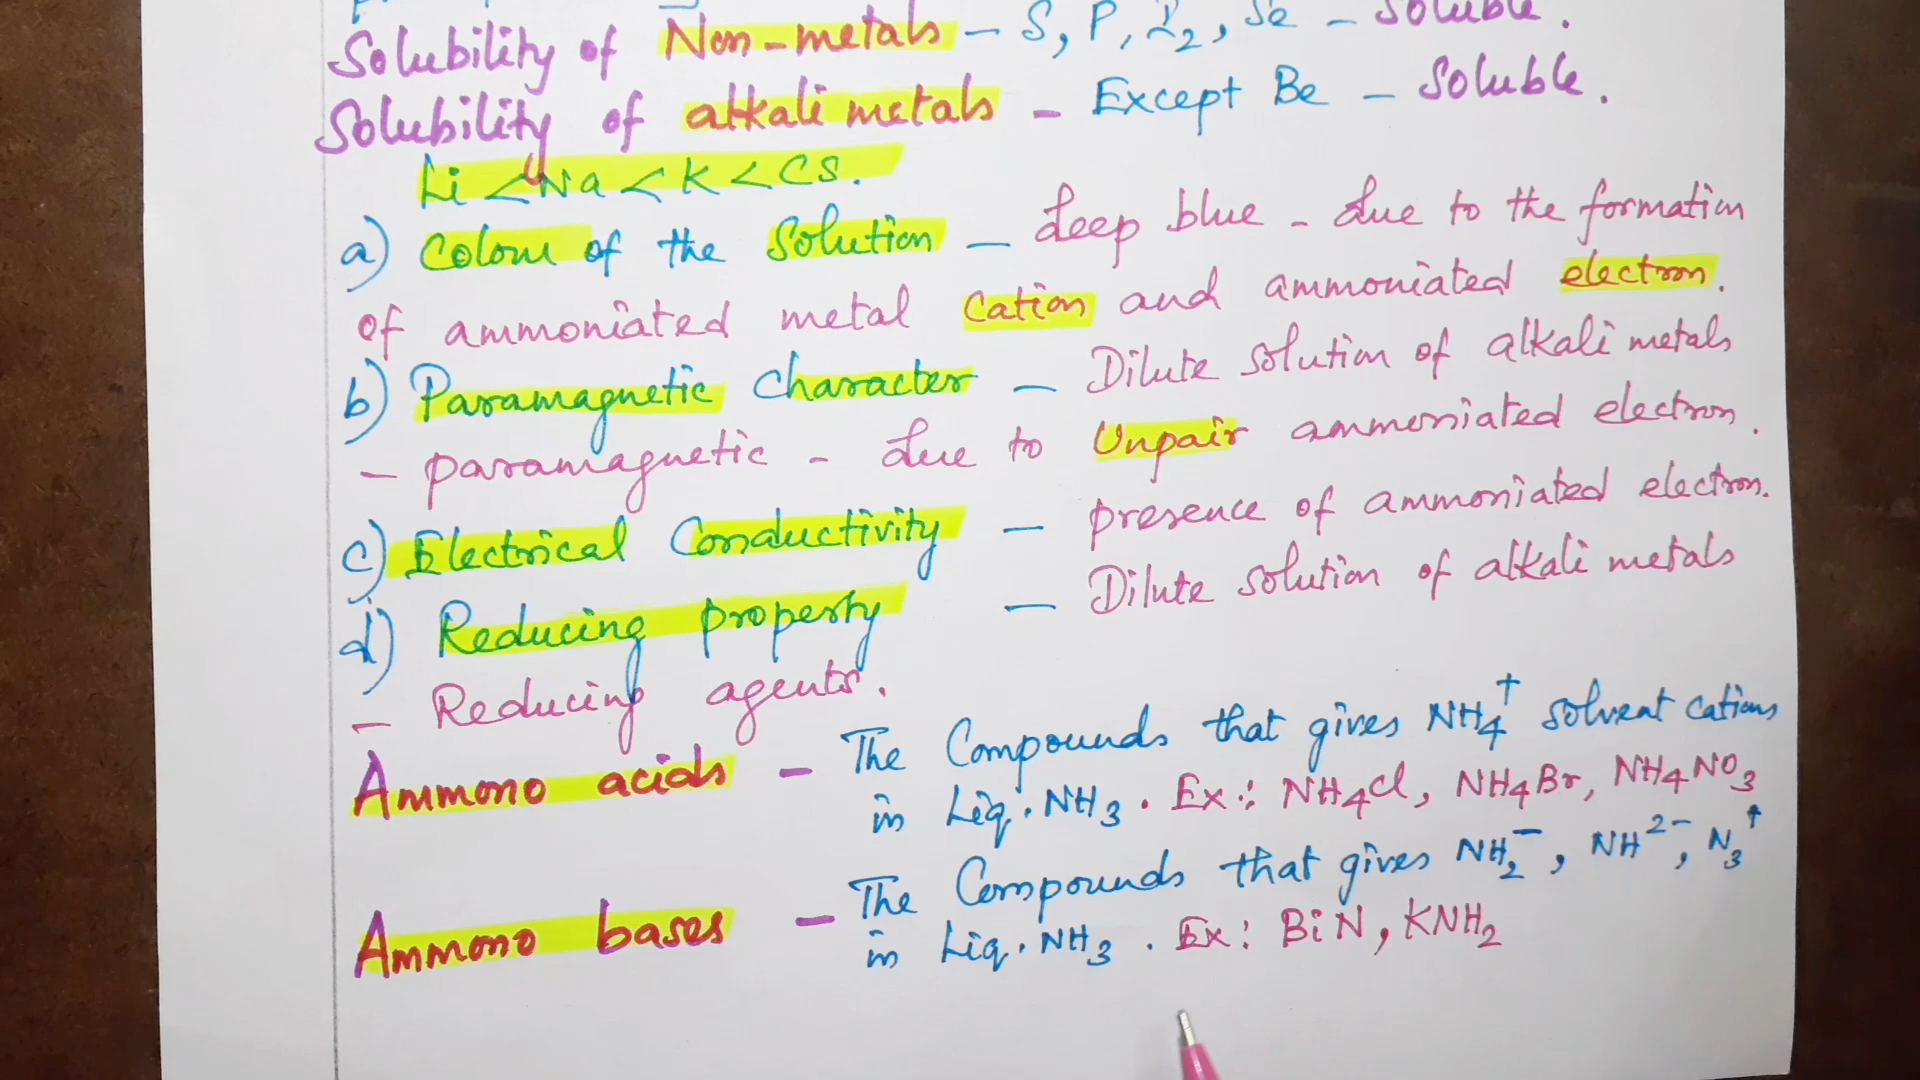 Solubility of Non-metals – S, P, I2, Se – Soluble.
Solubility of alkali metals – Except Be – Soluble.
Li < Na < K < Cs.
a) Colour of the Solution – deep blue – due to the formation
of ammoniated metal Cation and ammoniated electron.
b) Paramagnetic Character – Dilute solution of alkali metals
– paramagnetic – due to Unpair ammoniated electron.
c) Electrical Conductivity – presence of ammoniated electron.
d) Reducing property – Dilute solution of alkali metals
– Reducing agents.
Ammono acids – The Compounds that gives NH4⁺ solvent cations
in Liq. NH3. Ex: NH4Cl, NH4Br, NH4NO3
Ammono bases – The Compounds that gives NH2⁻, NH²⁻, N3⁺
in Liq. NH3. Ex: BiN, KNH2